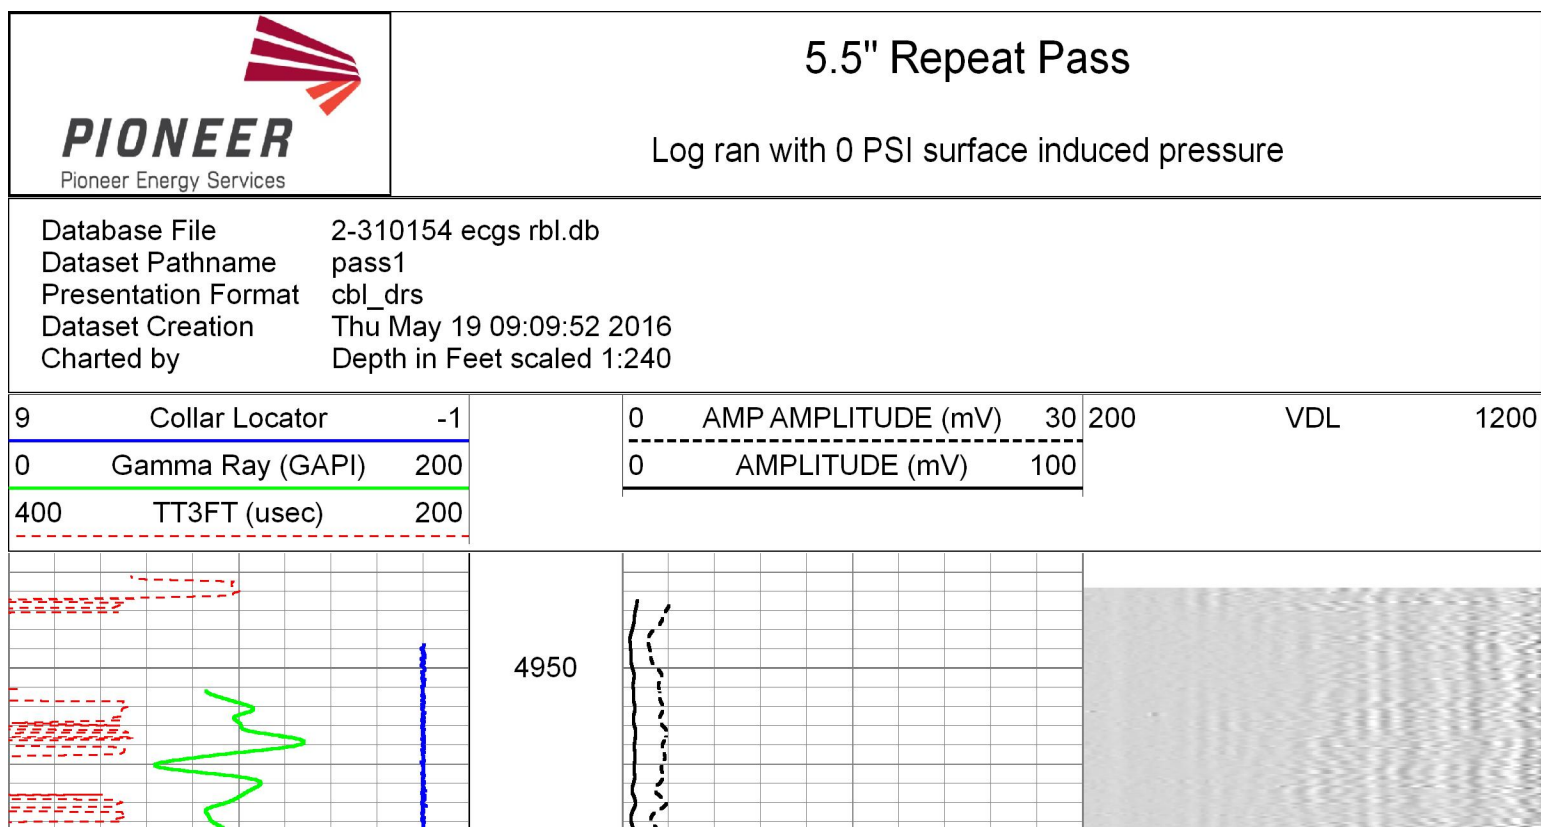 PIONEER
Pioneer Energy Services
5.5" Repeat Pass
Log ran with 0 PSI surface induced pressure
Database File 2-310154 ecgs rbl.db
Dataset Pathname pass1
Presentation Format cbl_drs
Dataset Creation Thu May 19 09:09:52 2016
Charted by Depth in Feet scaled 1:240
9 Collar Locator -1
0 Gamma Ray (GAPI) 200
400 TT3FT (usec) 200
0 AMP AMPLITUDE (mV) 30
0 AMPLITUDE (mV) 100
200 VDL 1200
4950